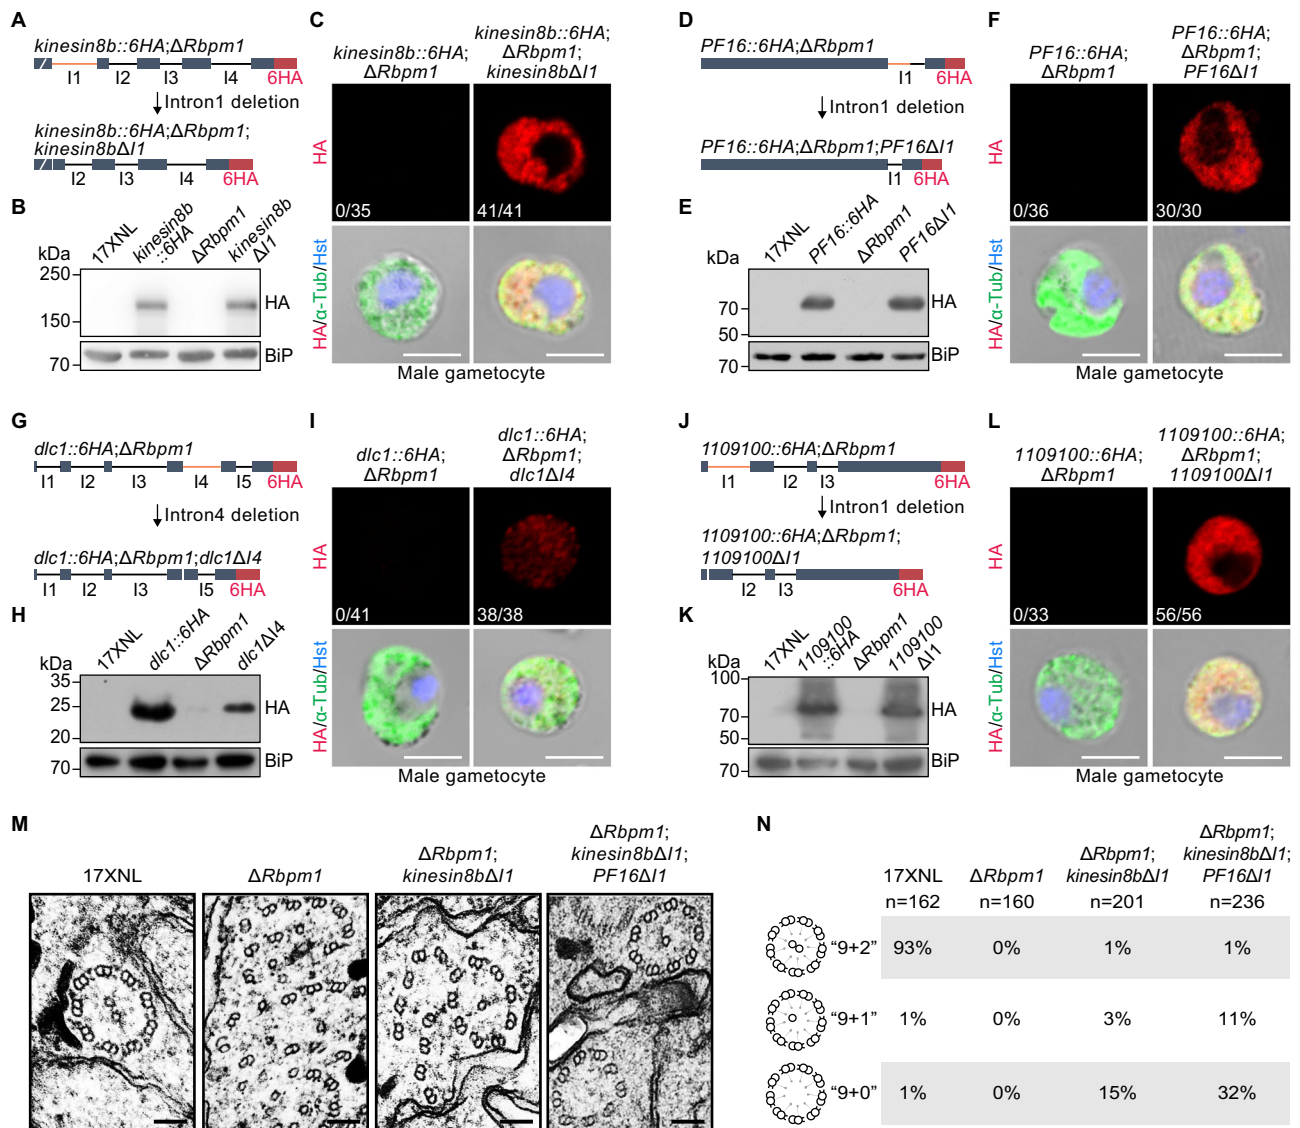 A
kinesin8b::6HA;ΔRbpm1
I1 I2 I3 I4 6HA
Intron1 deletion
kinesin8b::6HA;ΔRbpm1;
kinesin8bΔI1
I2 I3 I4 6HA
B
kDa
17XNL
kinesin8b
::6HA
ΔRbpm1
kinesin8b
ΔI1
250
150
HA
70
BiP
C
kinesin8b::6HA;
ΔRbpm1
kinesin8b::6HA;
ΔRbpm1;
kinesin8bΔI1
HA
0/35
41/41
HA/α-Tub/Hst
Male gametocyte
D
PF16::6HA;ΔRbpm1
I1 6HA
Intron1 deletion
PF16::6HA;ΔRbpm1;PF16ΔI1
I1 6HA
E
kDa
17XNL
PF16::6HA
ΔRbpm1
PF16ΔI1
70
50
HA
70
BiP
F
PF16::6HA;
ΔRbpm1
PF16::6HA;
ΔRbpm1;
PF16ΔI1
HA
0/36
30/30
HA/α-Tub/Hst
Male gametocyte
G
dlc1::6HA;ΔRbpm1
I1 I2 I3 I4 I5 6HA
Intron4 deletion
dlc1::6HA;ΔRbpm1;dlc1ΔI4
I1 I2 I3 I5 6HA
H
kDa
17XNL
dlc1::6HA
ΔRbpm1
dlc1ΔI4
35
25
20
HA
70
BiP
I
dlc1::6HA;
ΔRbpm1
dlc1::6HA;
ΔRbpm1;
dlc1ΔI4
HA
0/41
38/38
HA/α-Tub/Hst
Male gametocyte
J
1109100::6HA;ΔRbpm1
I1 I2 I3 6HA
Intron1 deletion
1109100::6HA;ΔRbpm1;
1109100ΔI1
I2 I3 6HA
K
kDa
17XNL
1109100
::6HA
ΔRbpm1
1109100
ΔI1
100
70
50
HA
70
BiP
L
1109100::6HA;
ΔRbpm1
1109100::6HA;
ΔRbpm1;
1109100ΔI1
HA
0/33
56/56
HA/α-Tub/Hst
Male gametocyte
M
17XNL
ΔRbpm1
ΔRbpm1;
kinesin8bΔI1
ΔRbpm1;
kinesin8bΔI1;
PF16ΔI1
N
17XNL
n=162
ΔRbpm1
n=160
ΔRbpm1;
kinesin8bΔI1
n=201
ΔRbpm1;
kinesin8bΔI1;
PF16ΔI1
n=236
“9+2” 93% 0% 1% 1%
“9+1” 1% 0% 3% 11%
“9+0” 1% 0% 15% 32%